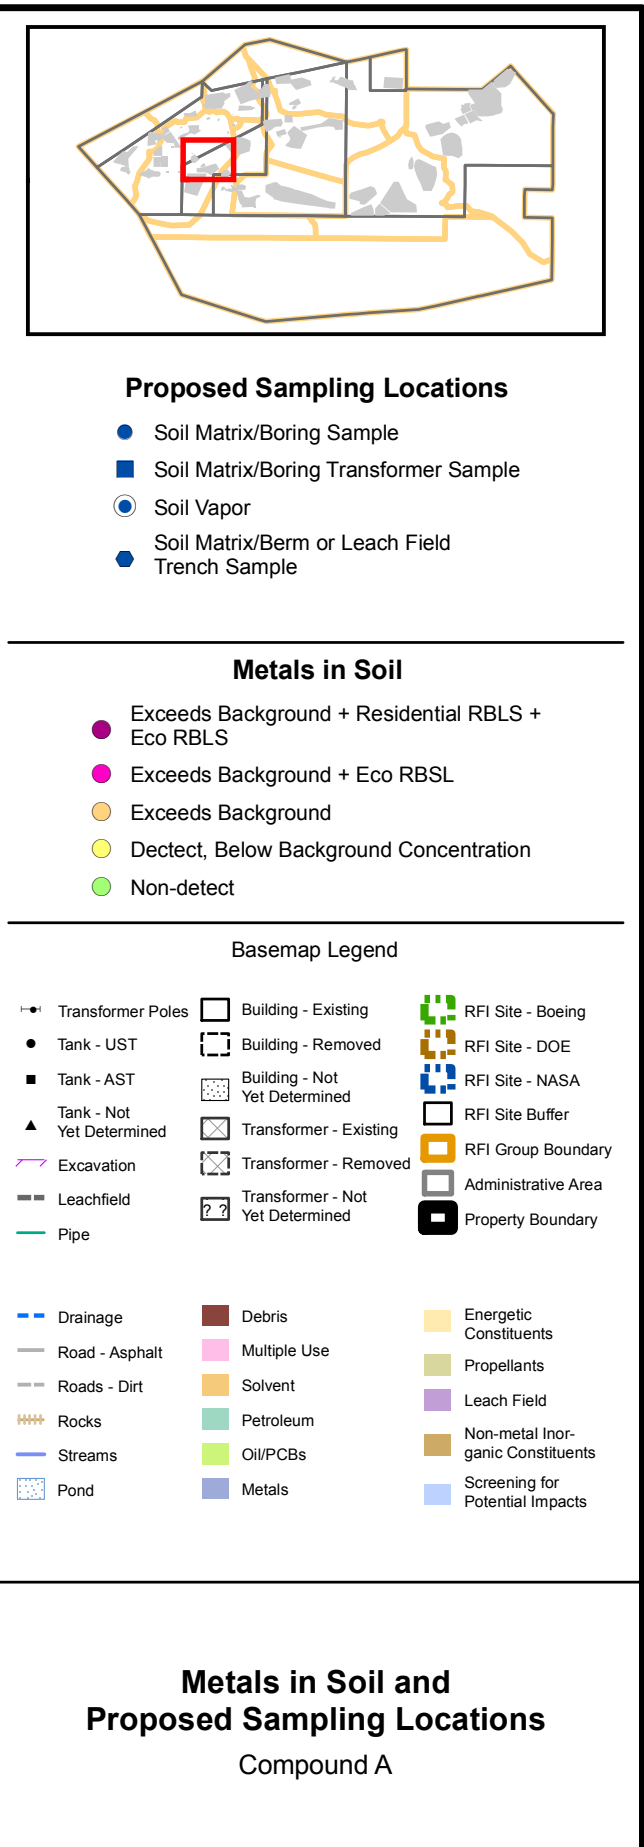 Proposed Sampling Locations
Soil Matrix/Boring Sample
Soil Matrix/Boring Transformer Sample
Soil Vapor
Soil Matrix/Berm or Leach Field
Trench Sample
Metals in Soil
Exceeds Background + Residential RBLS +
Eco RBLS
Exceeds Background + Eco RBSL
Exceeds Background
Dectect, Below Background Concentration
Non-detect
Basemap Legend
Transformer Poles
Tank - UST
Tank - AST
Tank - Not
Yet Determined
Excavation
Leachfield
Pipe
Building - Existing
Building - Removed
Building - Not
Yet Determined
Transformer - Existing
Transformer - Removed
? ?
Transformer - Not
Yet Determined
RFI Site - Boeing
RFI Site - DOE
RFI Site - NASA
RFI Site Buffer
RFI Group Boundary
Administrative Area
Property Boundary
Drainage
Road - Asphalt
Roads - Dirt
Rocks
Streams
Pond
Debris
Multiple Use
Solvent
Petroleum
Oil/PCBs
Metals
Energetic
Constituents
Propellants
Leach Field
Non-metal Inor-
ganic Constituents
Screening for
Potential Impacts
Metals in Soil and
Proposed Sampling Locations
Compound A